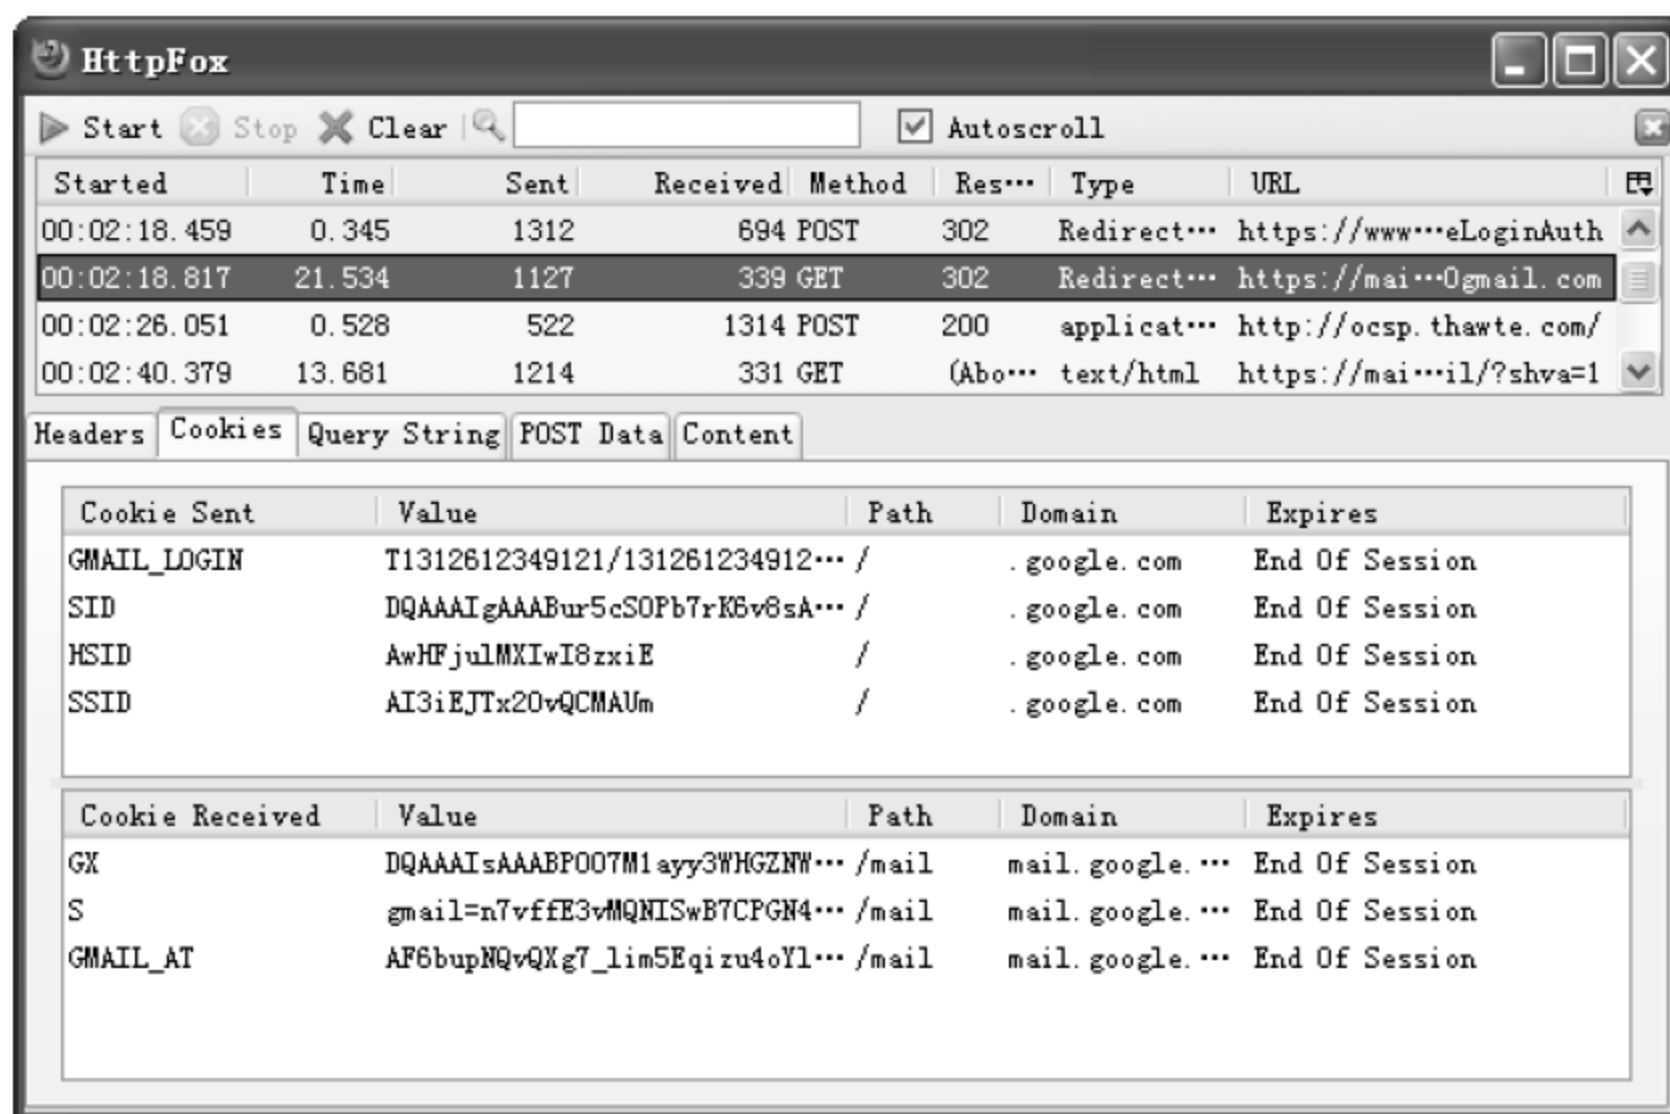 HttpFox
Start Stop Clear Autoscroll
Started Time Sent Received Method Res… Type URL
00:02:18.459 0.345 1312 694 POST 302 Redirect… https://www…eLoginAuth
00:02:18.817 21.534 1127 339 GET 302 Redirect… https://mai…0gmail.com
00:02:26.051 0.528 522 1314 POST 200 applicat… http://ocsp.thawte.com/
00:02:40.379 13.681 1214 331 GET (Abo… text/html https://mai…il/?shva=1
Headers Cookies Query String POST Data Content
Cookie Sent Value Path Domain Expires
GMAIL_LOGIN T1312612349121/131261234912… / .google.com End Of Session
SID DQAAAIgAAABur5cSOPb7rK6v8sA… / .google.com End Of Session
HSID AwHFjulMXIwI8zxiE / .google.com End Of Session
SSID AI3iEJTx2OvQCMAUm / .google.com End Of Session
Cookie Received Value Path Domain Expires
GX DQAAAIsAAABPOO7M1ayy3WHGZNW… /mail mail.google.… End Of Session
S gmail=n7vffE3vMQNISwB7CPGN4… /mail mail.google.… End Of Session
GMAIL_AT AF6bupNQvQXg7_lim5Eqizu4oYl… /mail mail.google.… End Of Session